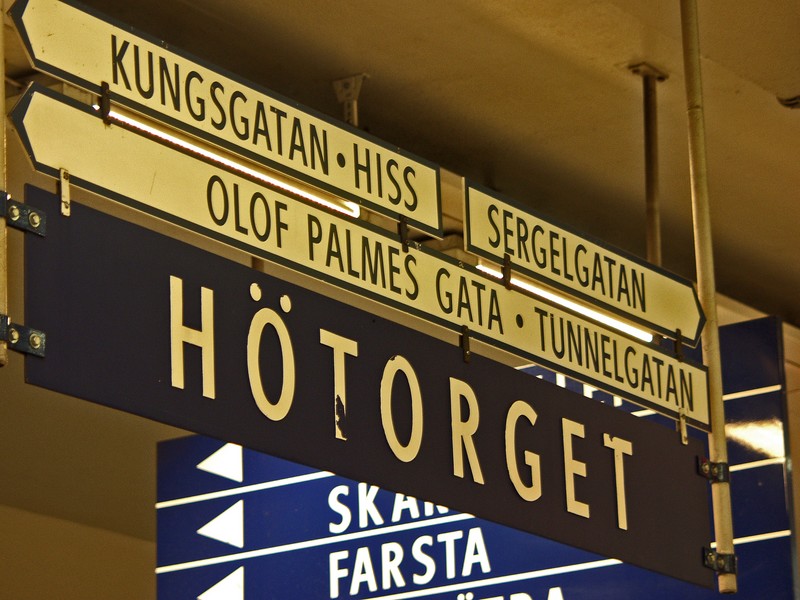 KUNGSGATAN • HISS
SERGELGATAN
OLOF PALMES GATA • TUNNELGATAN
HÖTORGET
FARSTA